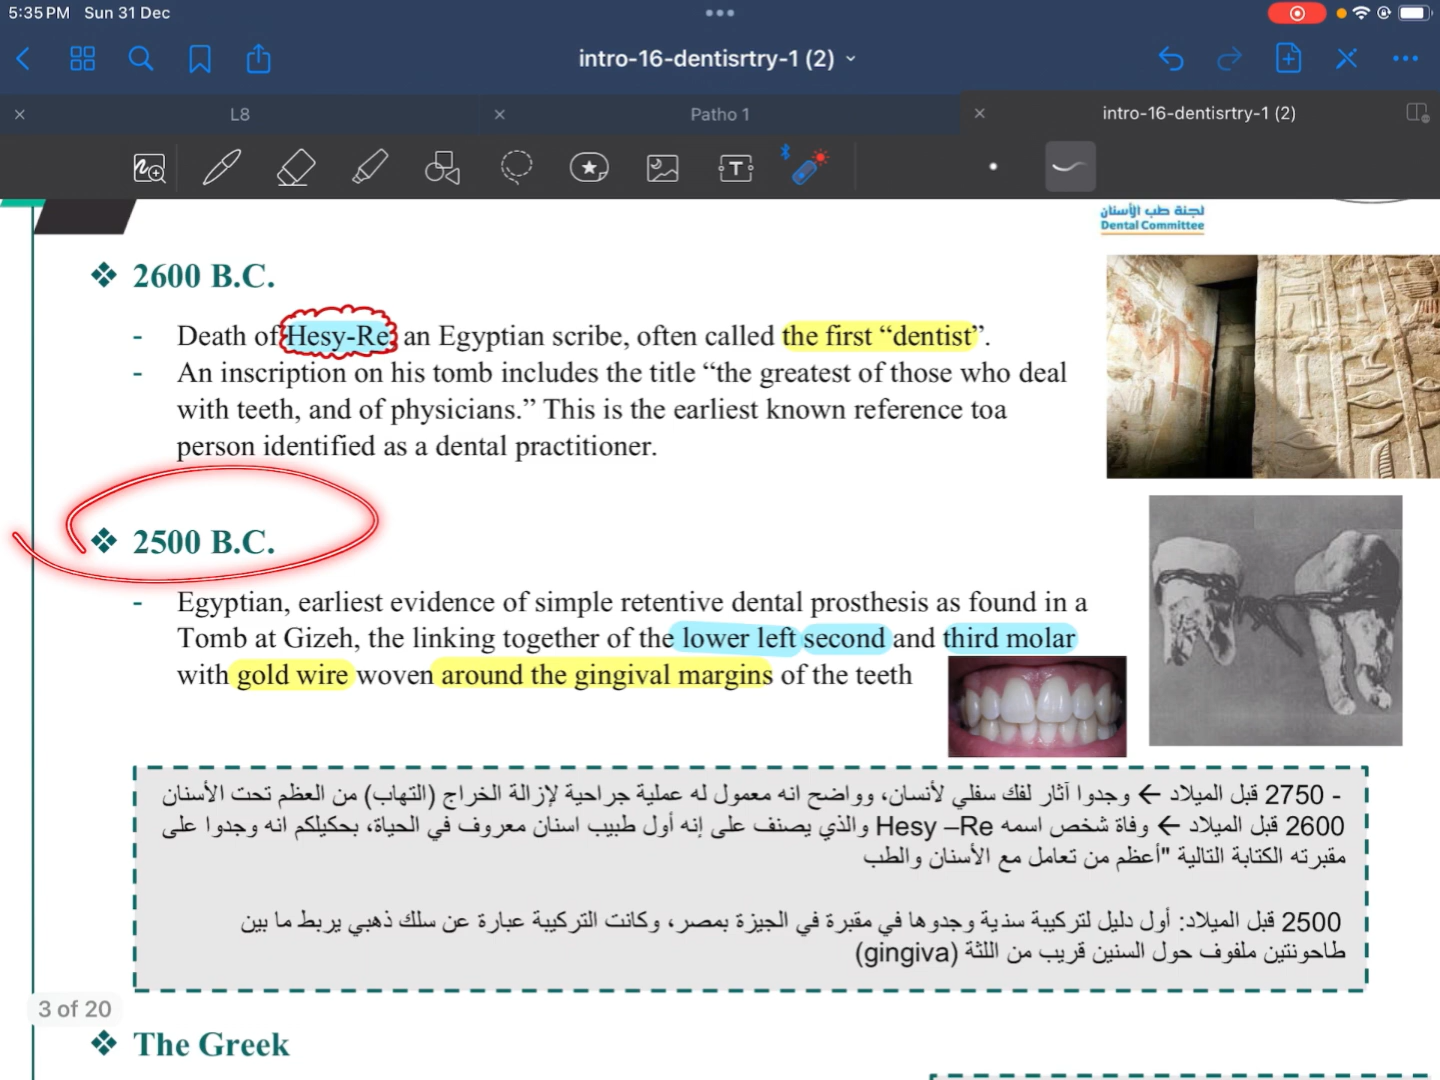 5:35 PM Sun 31 Dec
intro-16-dentisrtry-1 (2)
L8
Patho 1
intro-16-dentisrtry-1 (2)
لجنة طب الأسنان
Dental Committee
❖ 2600 B.C.
- Death of Hesy-Re, an Egyptian scribe, often called the first “dentist”.
- An inscription on his tomb includes the title “the greatest of those who deal
with teeth, and of physicians.” This is the earliest known reference toa
person identified as a dental practitioner.
❖ 2500 B.C.
- Egyptian, earliest evidence of simple retentive dental prosthesis as found in a
Tomb at Gizeh, the linking together of the lower left second and third molar
with gold wire woven around the gingival margins of the teeth
- 2750 قبل الميلاد ← وجدوا آثار لفك سفلي لأنسان، وواضح انه معمول له عملية جراحية لإزالة الخراج (التهاب) من العظم تحت الأسنان
2600 قبل الميلاد ← وفاة شخص اسمه Hesy –Re والذي يصنف على إنه أول طبيب اسنان معروف في الحياة، بحكيلكم انه وجدوا على
مقبرته الكتابة التالية "أعظم من تعامل مع الأسنان والطب
2500 قبل الميلاد: أول دليل لتركيبة سنية وجدوها في مقبرة في الجيزة بمصر، وكانت التركيبة عبارة عن سلك ذهبي يربط ما بين
طاحونتين ملفوف حول السنين قريب من اللثة (gingiva)
3 of 20
❖ The Greek